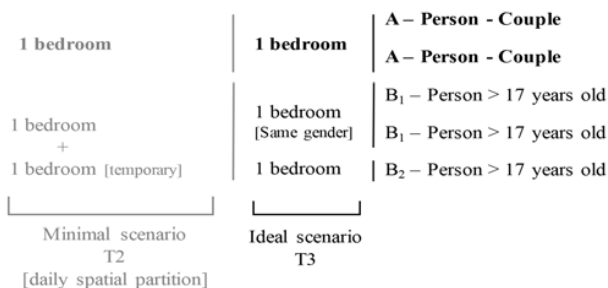 1 bedroom
1 bedroom
A – Person - Couple
A – Person - Couple
1 bedroom
+
1 bedroom [temporary]
1 bedroom
[Same gender]
1 bedroom
B₁ – Person > 17 years old
B₁ – Person > 17 years old
B₂ – Person > 17 years old
Minimal scenario
T2
[daily spatial partition]
Ideal scenario
T3